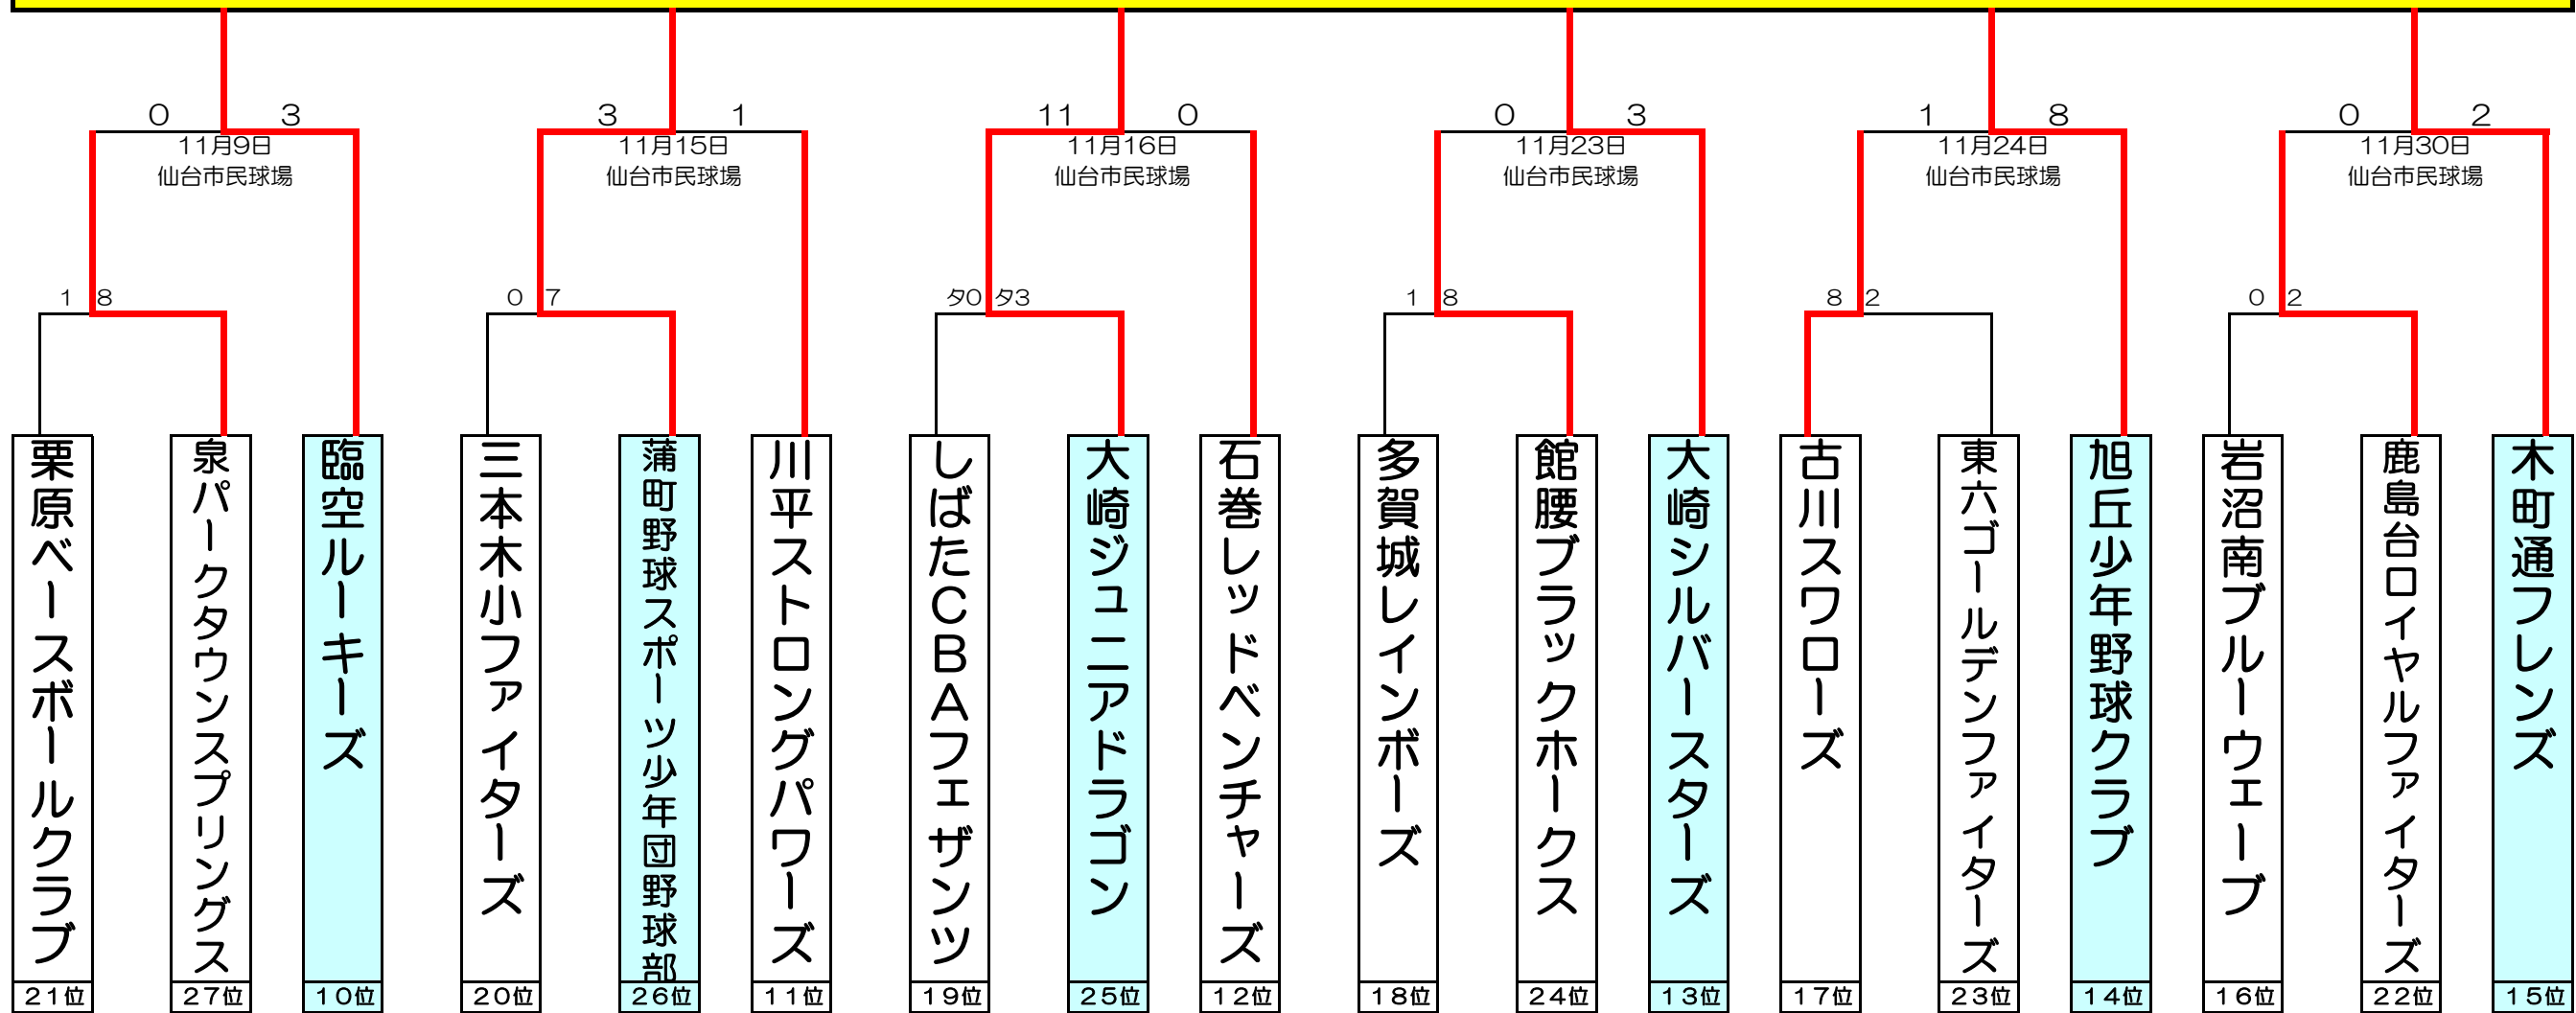 0 3
11月9日
仙台市民球場
3 1
11月15日
仙台市民球場
11 0
11月16日
仙台市民球場
0 3
11月23日
仙台市民球場
1 8
11月24日
仙台市民球場
0 2
11月30日
仙台市民球場
1 8
0 7
タ0 タ3
1 8
8 2
0 2
栗原ベースボールクラブ
21位
泉パークタウンスプリングス
27位
臨空ルーキーズ
10位
三本木小ファイターズ
20位
蒲町野球スポーツ少年団野球部
26位
川平ストロングパワーズ
11位
しばたCBAフェザンツ
19位
大崎ジュニアドラゴン
25位
石巻レッドベンチャーズ
12位
多賀城レインボーズ
18位
館腰ブラックホークス
24位
大崎シルバースターズ
13位
古川スワローズ
17位
東六ゴールデンファイターズ
23位
旭丘少年野球クラブ
14位
岩沼南ブルーウェーブ
16位
鹿島台ロイヤルファイターズ
22位
木町通フレンズ
15位